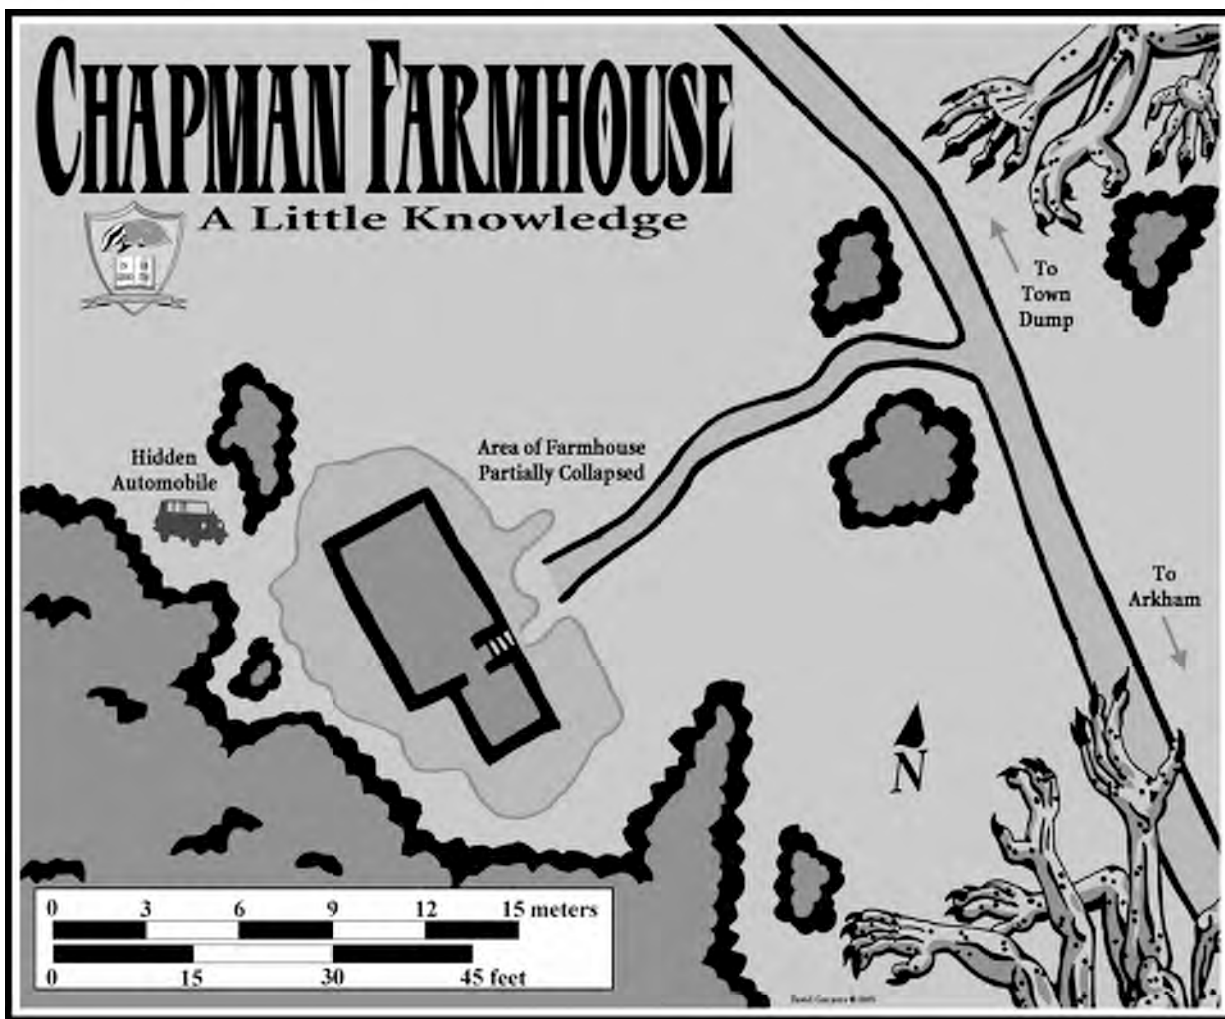 CHAPMAN FARMHOUSE
A Little Knowledge
To
Town
Dump
Area of Farmhouse
Partially Collapsed
Hidden
Automobile
To
Arkham
N
0 3 6 9 12 15 meters
0 15 30 45 feet